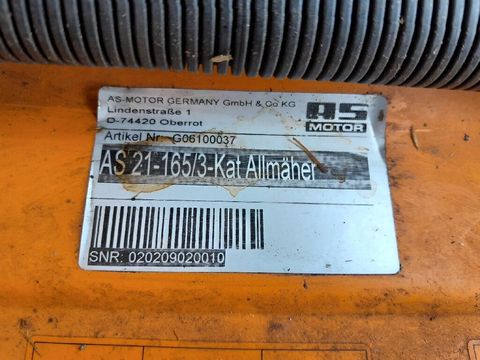 AS-MOTOR GERMANY GmbH & Co KG
Lindenstraße 1
D-74420 Oberrot
AS
MOTOR
Artikel Nr.: G06100037
AS 21-165/3-Kat Allmäher
SNR: 020209020010